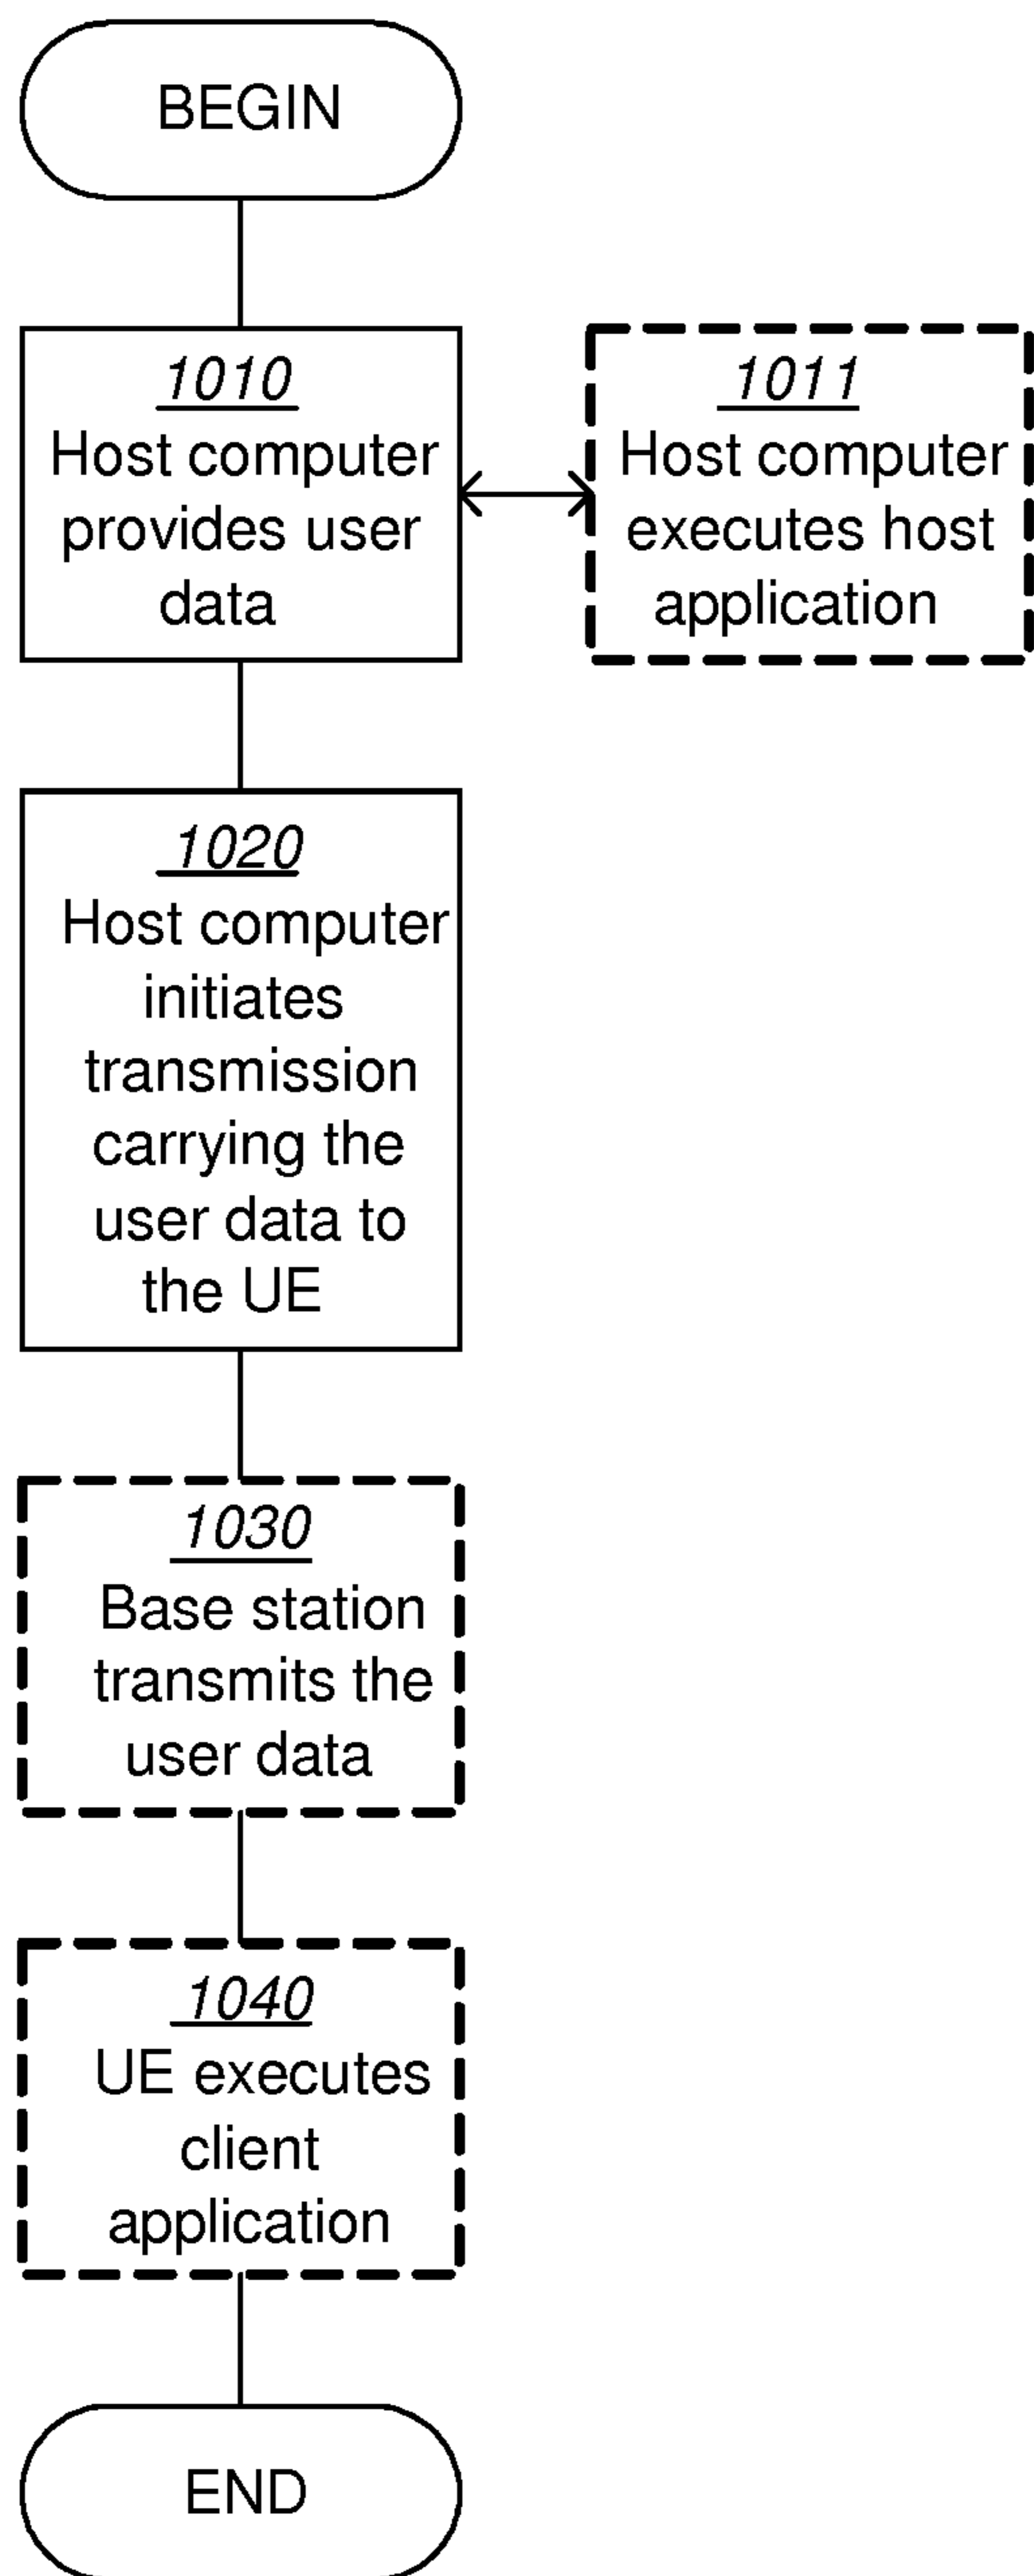 BEGIN
1010
Host computer
provides user
data
1011
Host computer
executes host
application
1020
Host computer
initiates
transmission
carrying the
user data to
the UE
1030
Base station
transmits the
user data
1040
UE executes
client
application
END